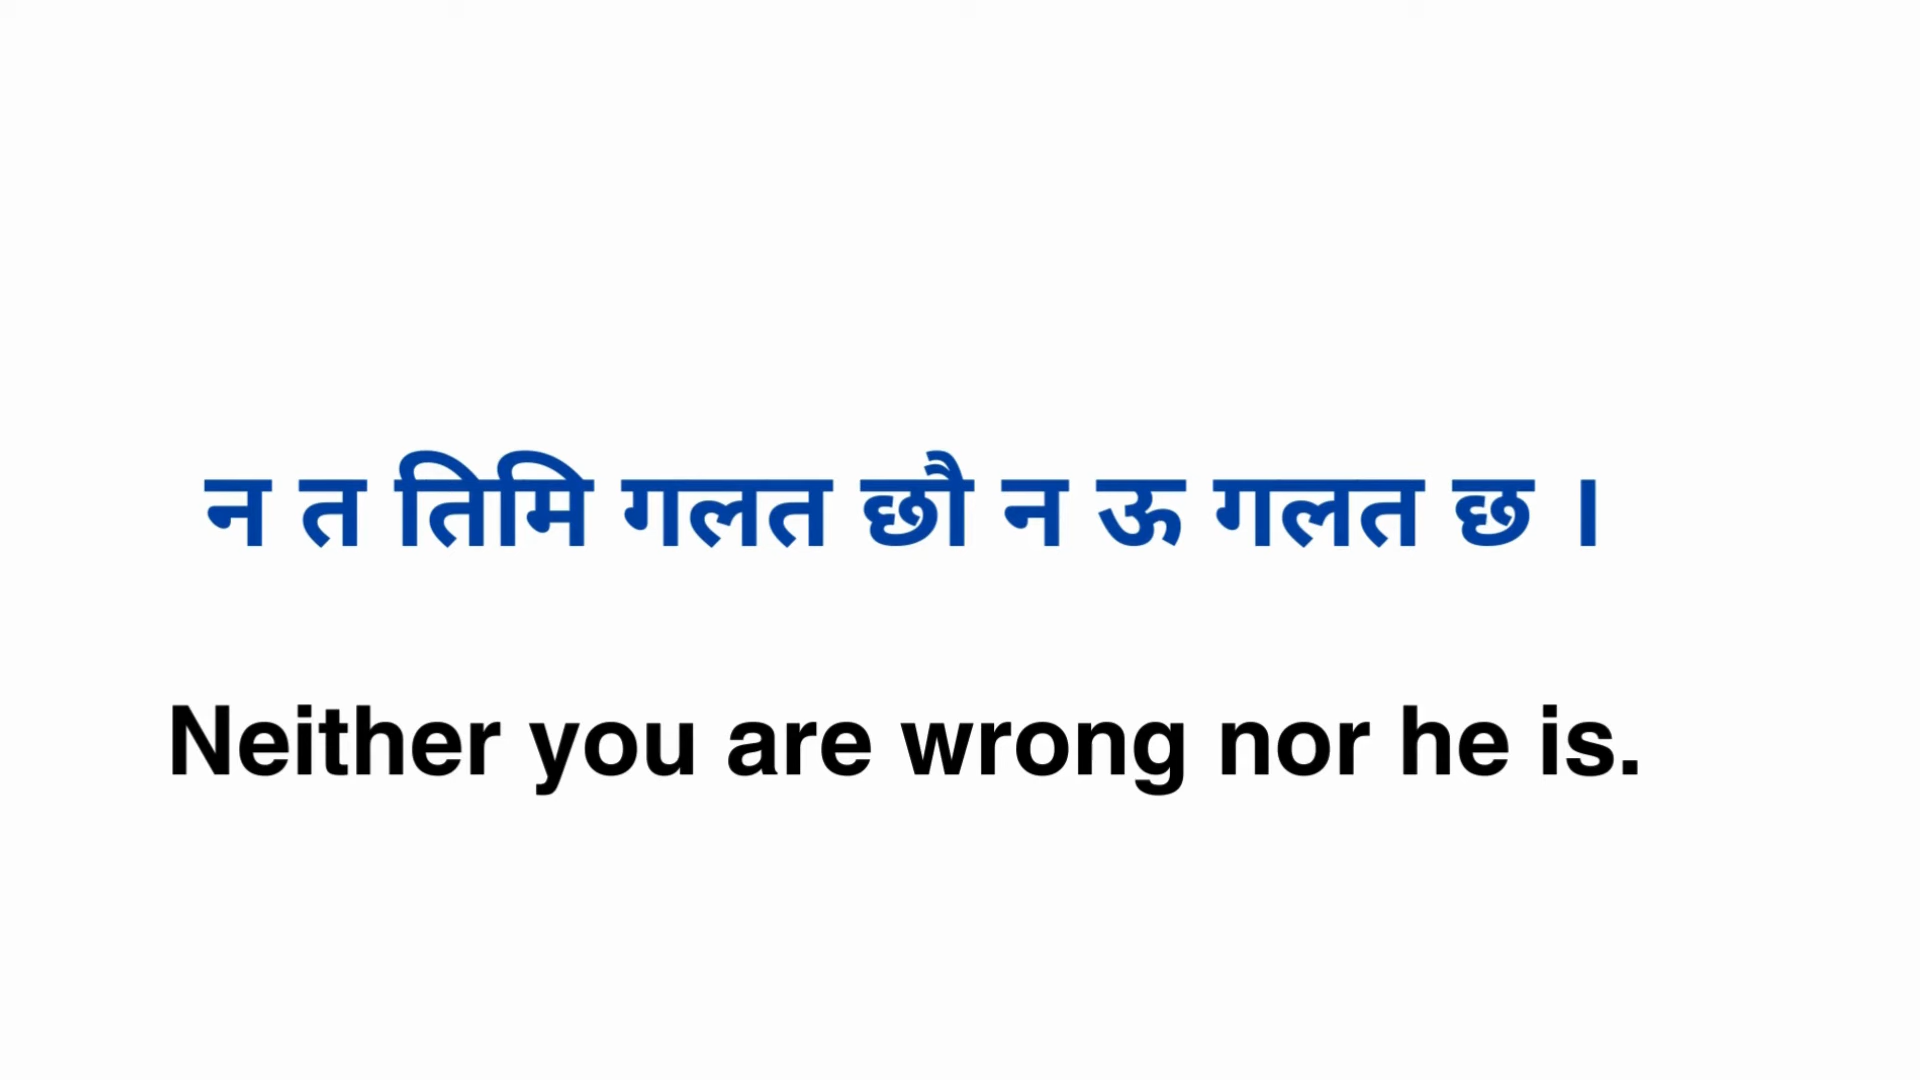 न त तिमि गलत छौ न ऊ गलत छ ।
Neither you are wrong nor he is.